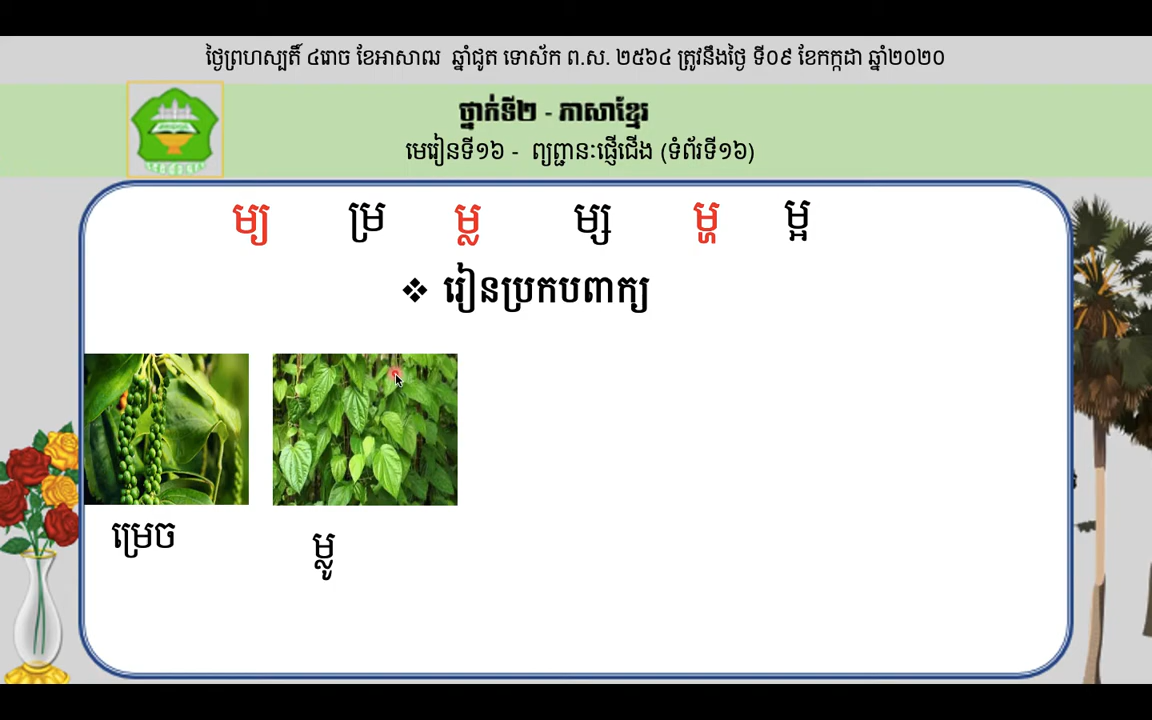 ថ្ងៃព្រហស្បតិ៍ ៤រោច ខែអាសាឍ ឆ្នាំជូត ទោស័ក ព.ស. ២៥៦៤ ត្រូវនឹងថ្ងៃ ទី០៩ ខែកក្កដា ឆ្នាំ២០២០
ថ្នាក់ទី២ - ភាសាខ្មែរ
មេរៀនទី១៦ - ព្យព្ជានៈផ្ញើជើង (ទំព័រទី១៦)
ម្យ ម្រ ម្ល ម្ស ម្ហ ម្អ
❖ រៀនប្រកបពាក្យ
ម្រេច
ម្លូ